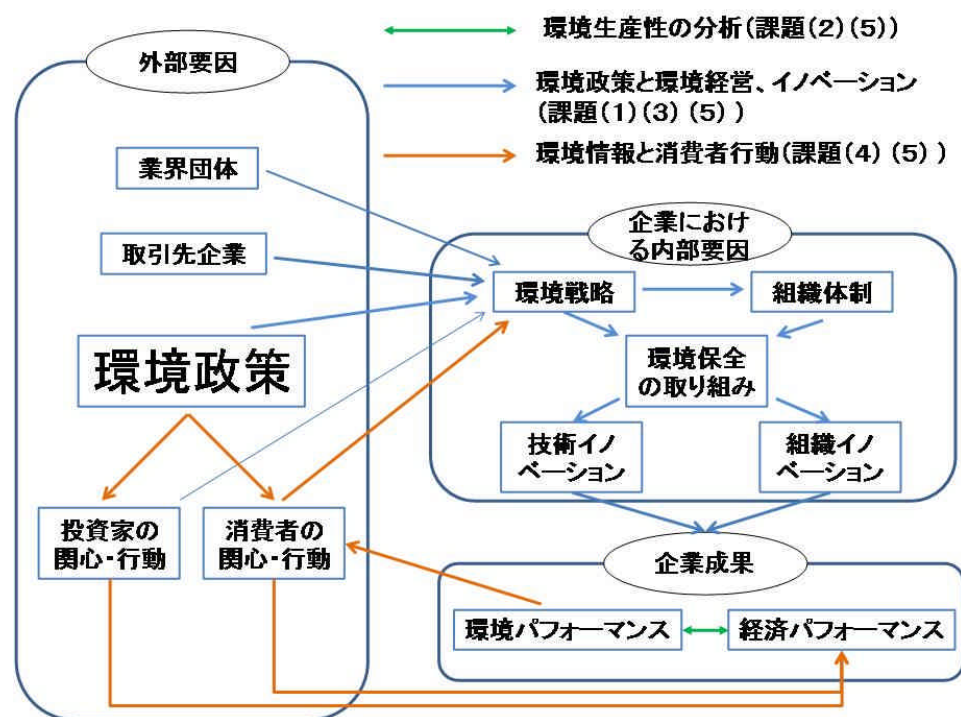 外部要因
環境生産性の分析(課題(2)(5))
環境政策と環境経営、イノベーション
(課題(1)(3)(5) )
環境情報と消費者行動(課題(4)(5) )
業界団体
取引先企業
環境政策
投資家の
関心・行動
消費者の
関心・行動
企業におけ
る内部要因
環境戦略
組織体制
環境保全
の取り組み
技術イノ
ベーション
組織イノ
ベーション
企業成果
環境パフォーマンス
経済パフォーマンス